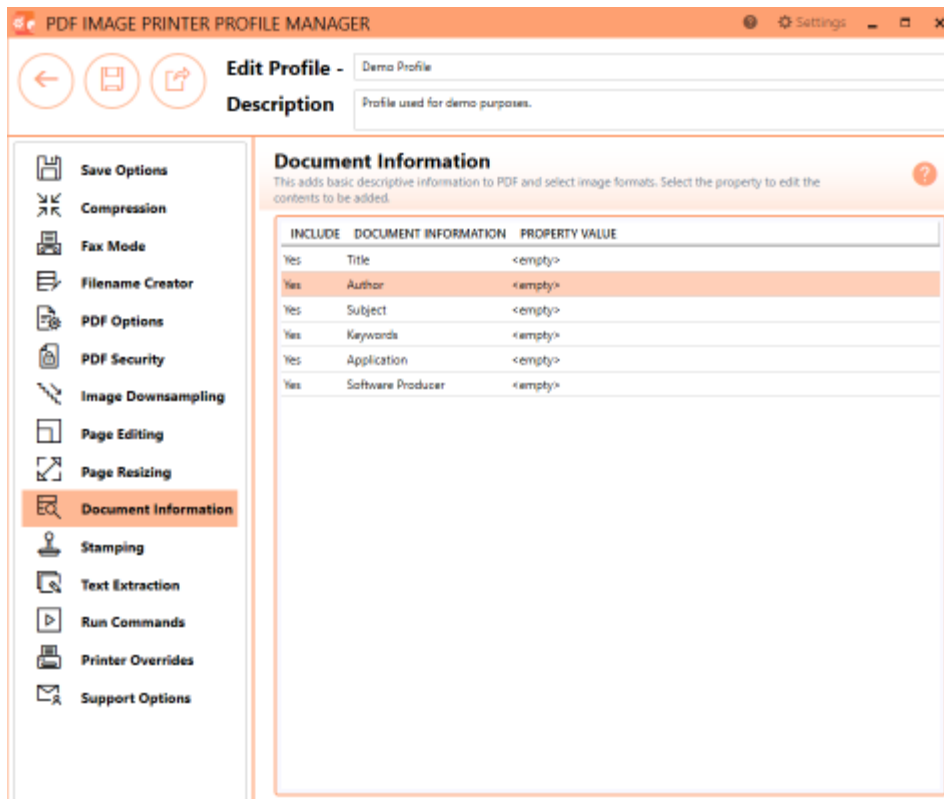 PDF IMAGE PRINTER PROFILE MANAGER
Settings
Edit Profile - Demo Profile
Description Profile used for demo purposes.
Save Options
Compression
Fax Mode
Filename Creator
PDF Options
PDF Security
Image Downsampling
Page Editing
Page Resizing
Document Information
Stamping
Text Extraction
Run Commands
Printer Overrides
Support Options
Document Information
This adds basic descriptive information to PDF and select image formats. Select the property to edit the
contents to be added.
INCLUDE DOCUMENT INFORMATION PROPERTY VALUE
Yes Title <empty>
Yes Author <empty>
Yes Subject <empty>
Yes Keywords <empty>
Yes Application <empty>
Yes Software Producer <empty>